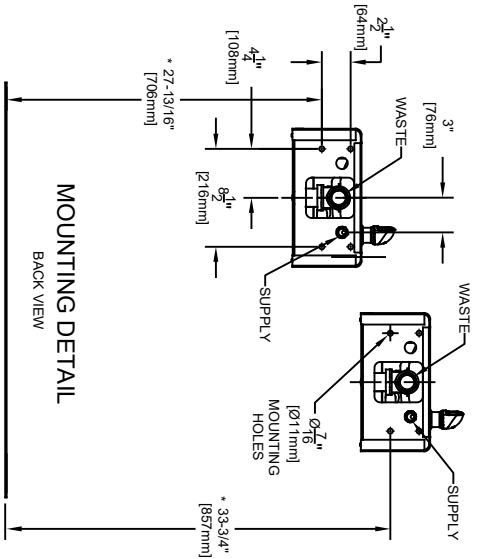 2 1/2"
[64mm]
4 1/4"
[108mm]
* 27-13/16"
[706mm]
3"
[76mm]
WASTE
8 1/2"
[216mm]
SUPPLY
WASTE
SUPPLY
Ø 7/16"
[Ø11mm]
MOUNTING
HOLES
* 33-3/4"
[857mm]
MOUNTING DETAIL
BACK VIEW